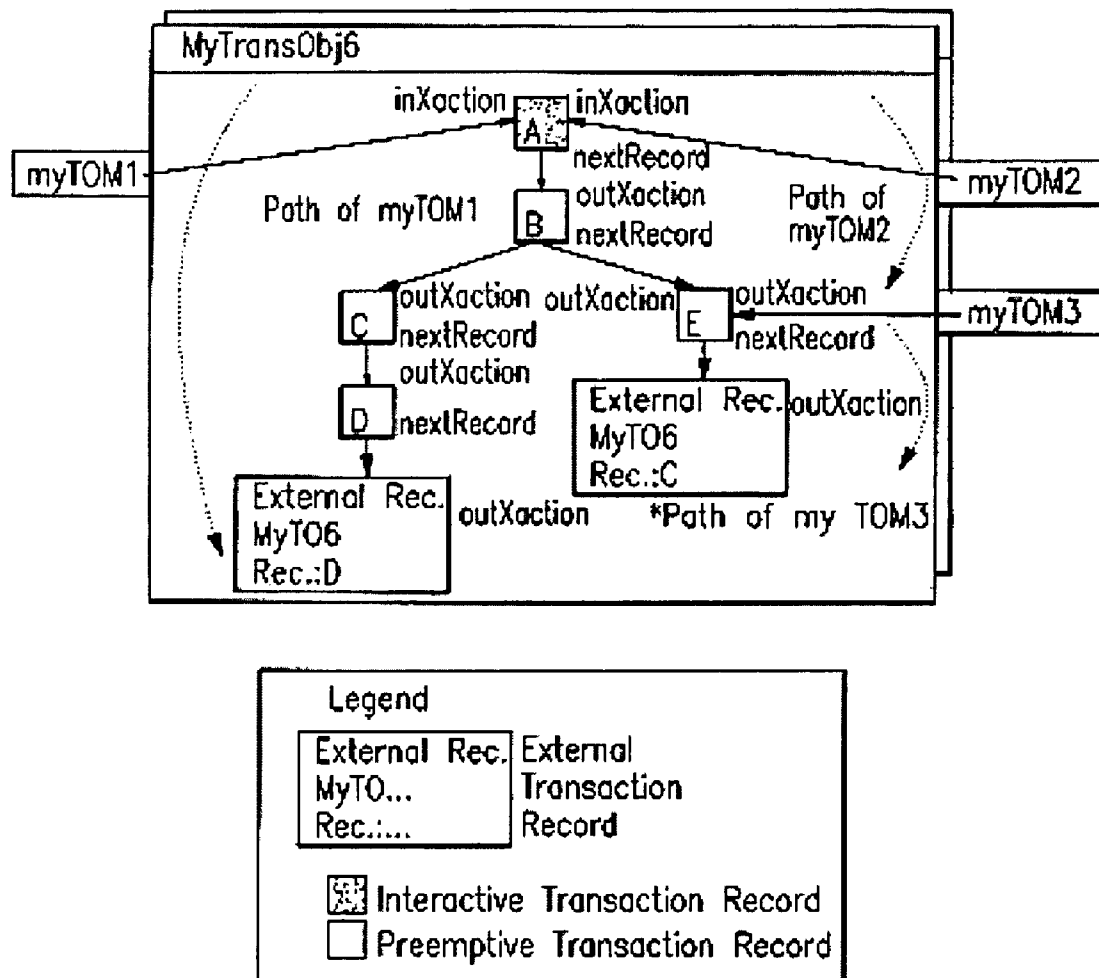 MyTransObj6
inXaction
inXaction
A
nextRecord
myTOM1
myTOM2
Path of myTOM1
outXaction
B
nextRecord
Path of
myTOM2
outXaction
outXaction
outXaction
C
nextRecord
E
nextRecord
myTOM3
outXaction
D
nextRecord
External Rec.
MyTO6
Rec.:C
outXaction
External Rec.
MyTO6
Rec.:D
outXaction
*Path of my TOM3
Legend
External Rec.
MyTO...
Rec.:...
External
Transaction
Record
Interactive Transaction Record
Preemptive Transaction Record